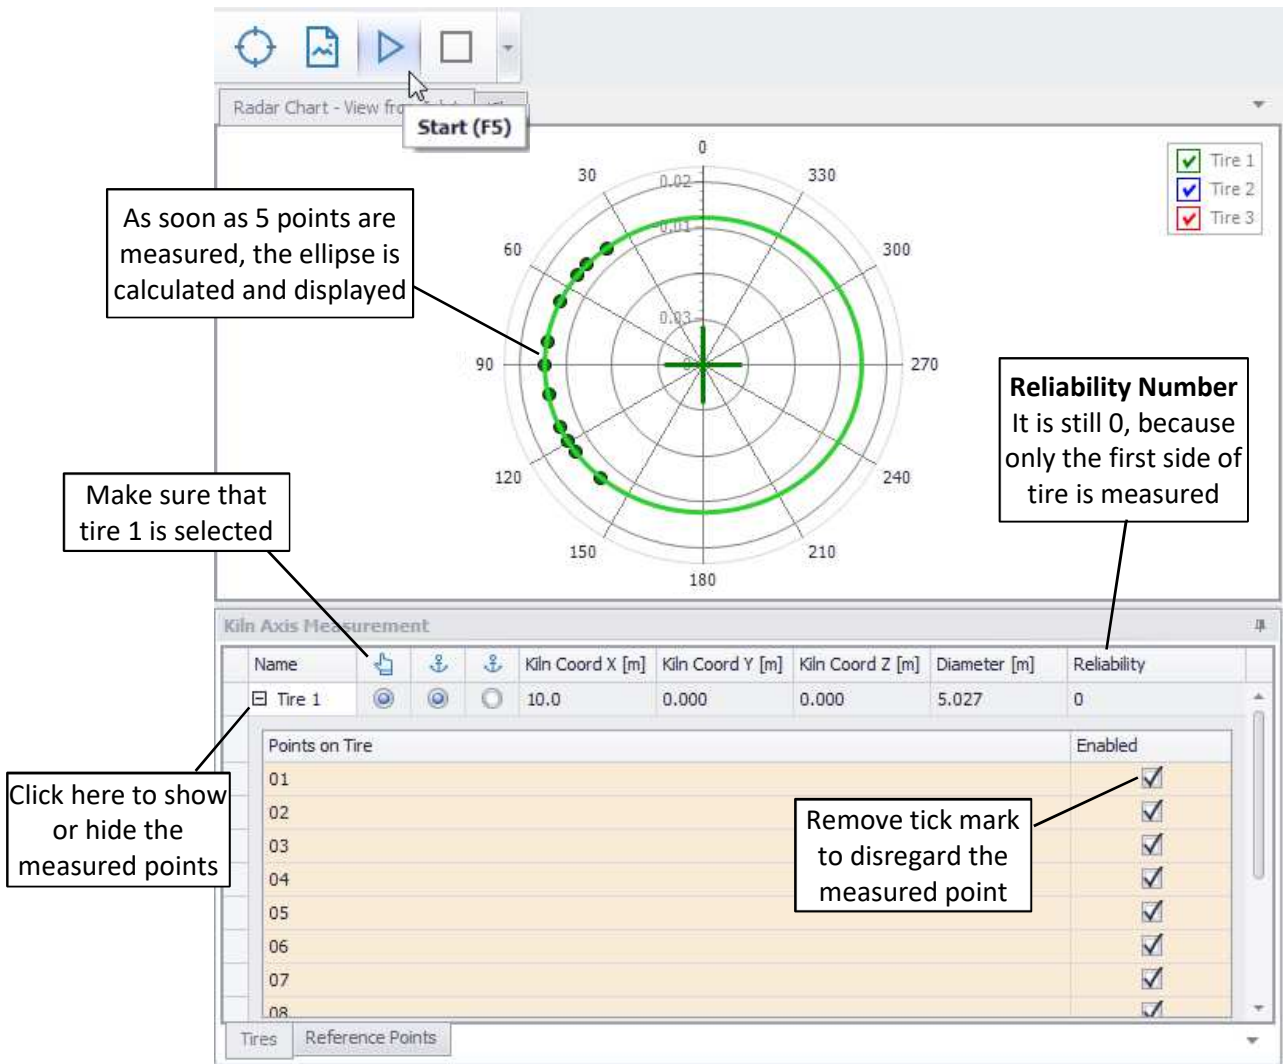 Radar Chart - View fro
Start (F5)
Tire 1
Tire 2
Tire 3
0
30
330
60
300
90
270
120
240
150
210
180
0.02
0.01
0.03
As soon as 5 points are
measured, the ellipse is
calculated and displayed
Reliability Number
It is still 0, because
only the first side of
tire is measured
Make sure that
tire 1 is selected
Kiln Axis Measurement
Name Kiln Coord X [m] Kiln Coord Y [m] Kiln Coord Z [m] Diameter [m] Reliability
Tire 1 10.0 0.000 0.000 5.027 0
Points on Tire Enabled
01
02
03
04
05
06
07
08
Click here to show
or hide the
measured points
Remove tick mark
to disregard the
measured point
Tires Reference Points